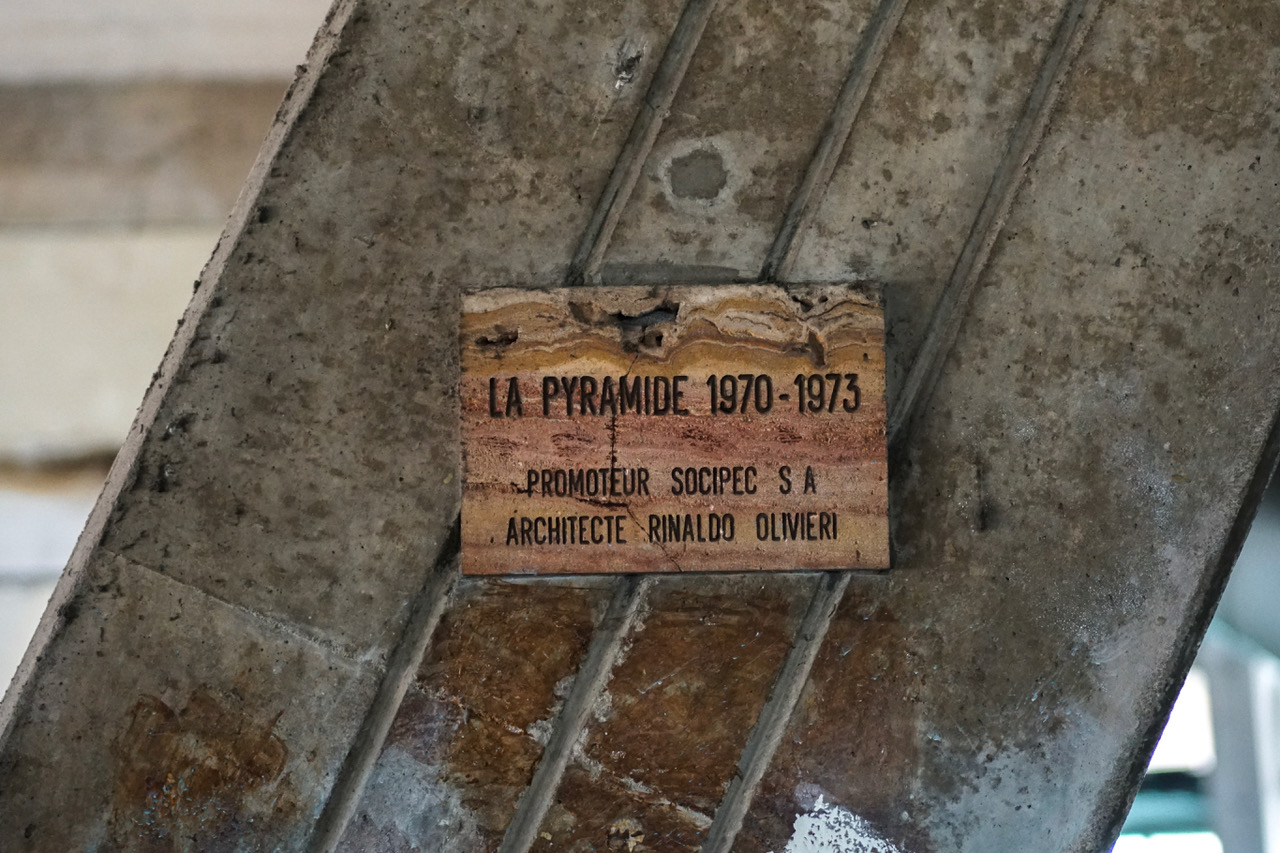 LA PYRAMIDE 1970-1973
PROMOTEUR SOCIPEC S A
ARCHITECTE RINALDO OLIVIERI